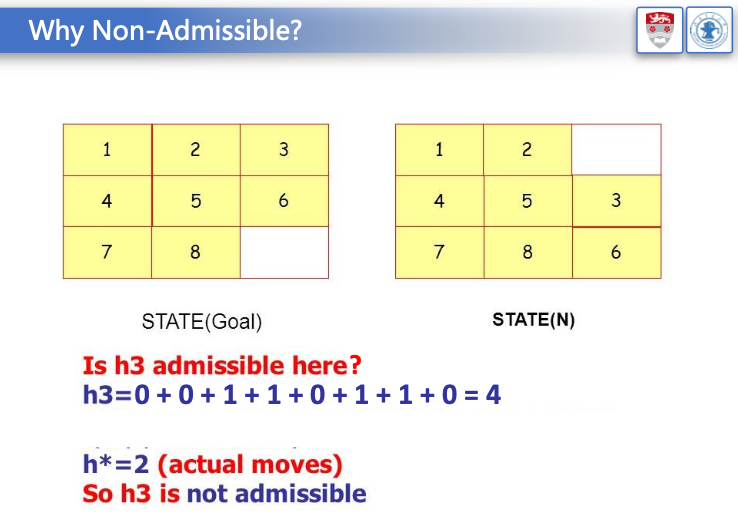 Why Non-Admissible?
1 2 3
4 5 6
7 8
1 2
4 5 3
7 8 6
STATE(Goal)
STATE(N)
Is h3 admissible here?
h3=0 + 0 + 1 + 1 + 0 + 1 + 1 + 0 = 4
h*=2 (actual moves)
So h3 is not admissible